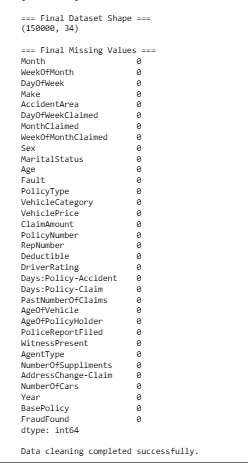 === Final Dataset Shape ===
(150000, 34)
=== Final Missing Values ===
Month 0
WeekOfMonth 0
DayOfWeek 0
Make 0
AccidentArea 0
DayOfWeekClaimed 0
MonthClaimed 0
WeekOfMonthClaimed 0
Sex 0
MaritalStatus 0
Age 0
Fault 0
PolicyType 0
VehicleCategory 0
VehiclePrice 0
ClaimAmount 0
PolicyNumber 0
RepNumber 0
Deductible 0
DriverRating 0
Days:Policy-Accident 0
Days:Policy-Claim 0
PastNumberOfClaims 0
AgeOfVehicle 0
AgeOfPolicyHolder 0
PoliceReportFiled 0
WitnessPresent 0
AgentType 0
NumberOfSuppliments 0
AddressChange-Claim 0
NumberOfCars 0
Year 0
BasePolicy 0
FraudFound 0
dtype: int64
Data cleaning completed successfully.